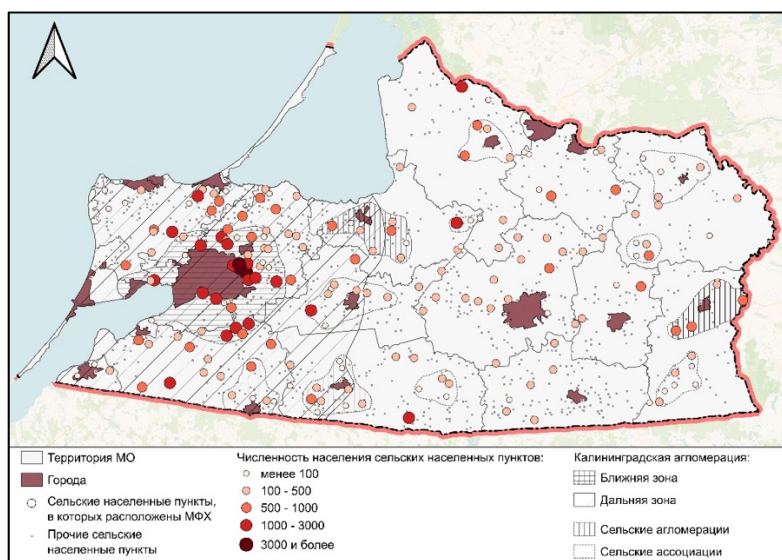 Территория МО
Города
Сельские населенные пункты,
в которых расположены МФХ
Прочие сельские
населенные пункты
Численность населения сельских населенных пунктов:
менее 100
100 - 500
500 - 1000
1000 - 3000
3000 и более
Калининградская агломерация:
Ближняя зона
Дальняя зона
Сельские агломерации
Сельские ассоциации